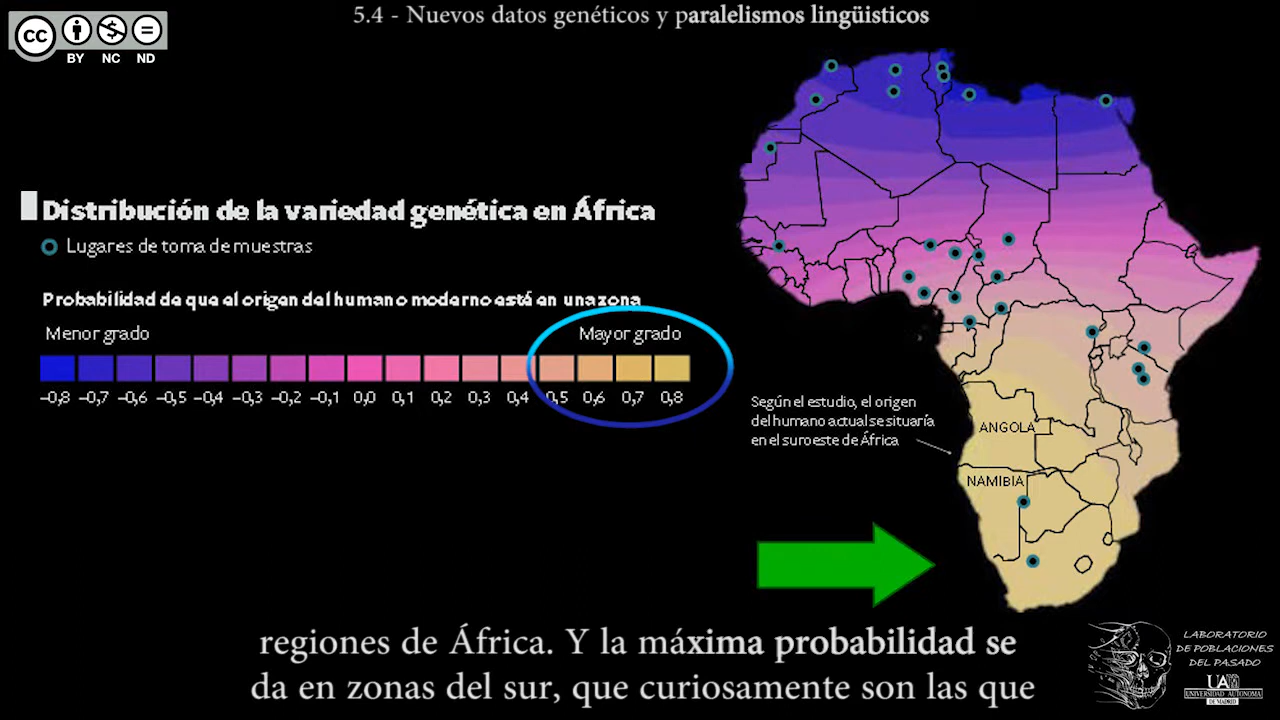 5.4 - Nuevos datos genéticos y paralelismos lingüisticos
cc
BY NC ND
Distribución de la variedad genética en África
Lugares de toma de muestras
Probabilidad de que el origen del humano moderno está en una zona
Menor grado
Mayor grado
-0,8 -0,7 -0,6 -0,5 -0,4 -0,3 -0,2 -0,1 0,0 0,1 0,2 0,3 0,4 0,5 0,6 0,7 0,8
Según el estudio, el origen
del humano actual se situaría
en el suroeste de África
ANGOLA
NAMIBIA
regiones de África. Y la máxima probabilidad se
da en zonas del sur, que curiosamente son las que
LABORATORIO
DE POBLACIONES
DEL PASADO
UAM
UNIVERSIDAD AUTONOMA
DE MADRID